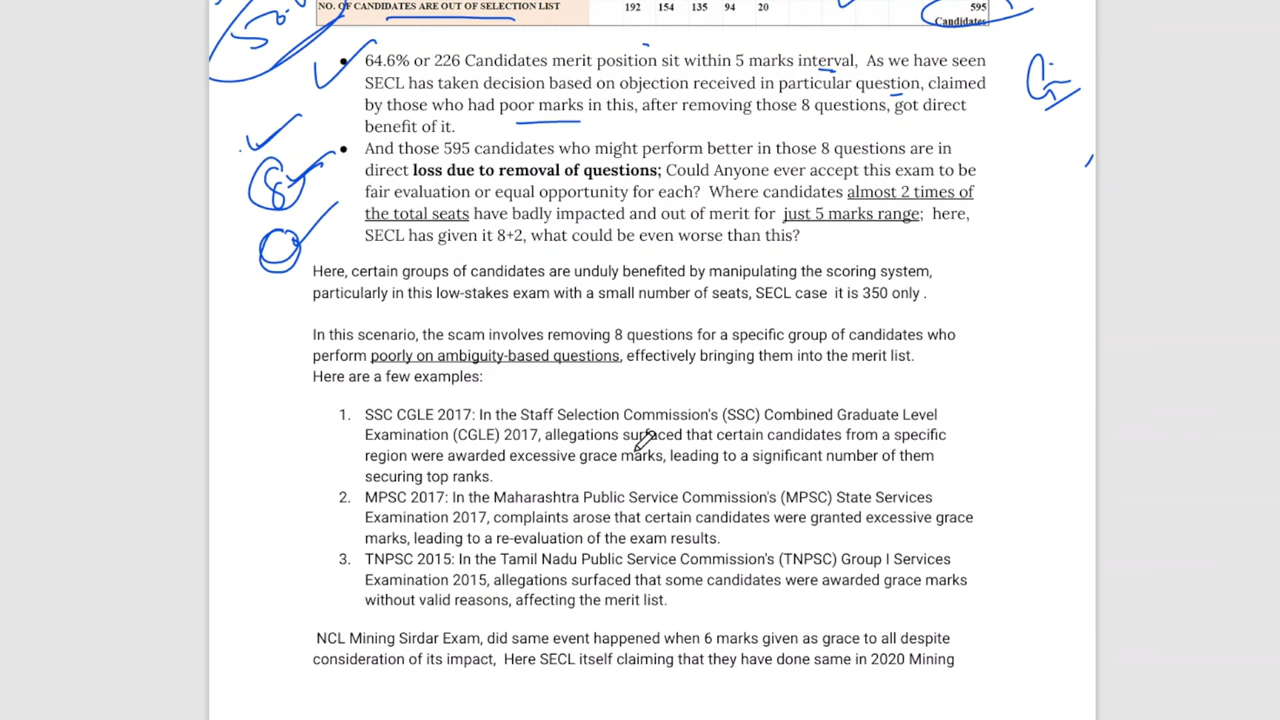 NO. OF CANDIDATES ARE OUT OF SELECTION LIST 192 154 135 94 20 595
Candidates
• 64.6% or 226 Candidates merit position sit within 5 marks interval, As we have seen
SECL has taken decision based on objection received in particular question, claimed
by those who had poor marks in this, after removing those 8 questions, got direct
benefit of it.
• And those 595 candidates who might perform better in those 8 questions are in
direct loss due to removal of questions; Could Anyone ever accept this exam to be
fair evaluation or equal opportunity for each? Where candidates almost 2 times of
the total seats have badly impacted and out of merit for just 5 marks range; here,
SECL has given it 8+2, what could be even worse than this?
8
Here, certain groups of candidates are unduly benefited by manipulating the scoring system,
particularly in this low-stakes exam with a small number of seats, SECL case it is 350 only .
In this scenario, the scam involves removing 8 questions for a specific group of candidates who
perform poorly on ambiguity-based questions, effectively bringing them into the merit list.
Here are a few examples:
1. SSC CGLE 2017: In the Staff Selection Commission's (SSC) Combined Graduate Level
Examination (CGLE) 2017, allegations surfaced that certain candidates from a specific
region were awarded excessive grace marks, leading to a significant number of them
securing top ranks.
2. MPSC 2017: In the Maharashtra Public Service Commission's (MPSC) State Services
Examination 2017, complaints arose that certain candidates were granted excessive grace
marks, leading to a re-evaluation of the exam results.
3. TNPSC 2015: In the Tamil Nadu Public Service Commission's (TNPSC) Group I Services
Examination 2015, allegations surfaced that some candidates were awarded grace marks
without valid reasons, affecting the merit list.
NCL Mining Sirdar Exam, did same event happened when 6 marks given as grace to all despite
consideration of its impact, Here SECL itself claiming that they have done same in 2020 Mining